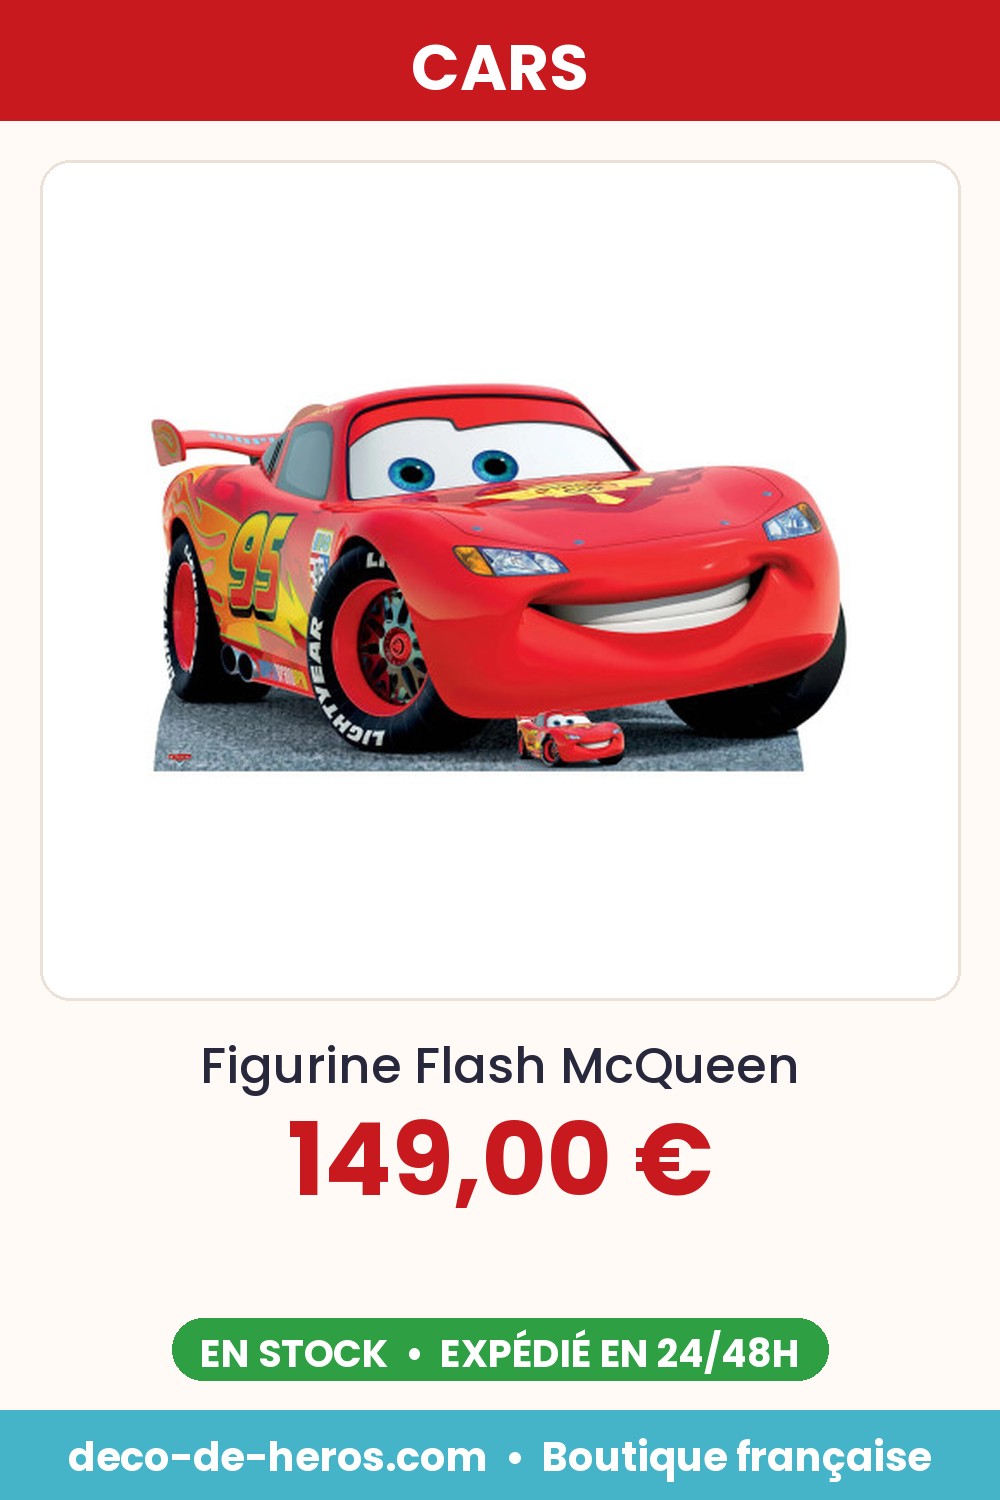 CARS
95
LIGHTYEAR
Figurine Flash McQueen
149,00 €
EN STOCK • EXPÉDIÉ EN 24/48H
deco-de-heros.com • Boutique française